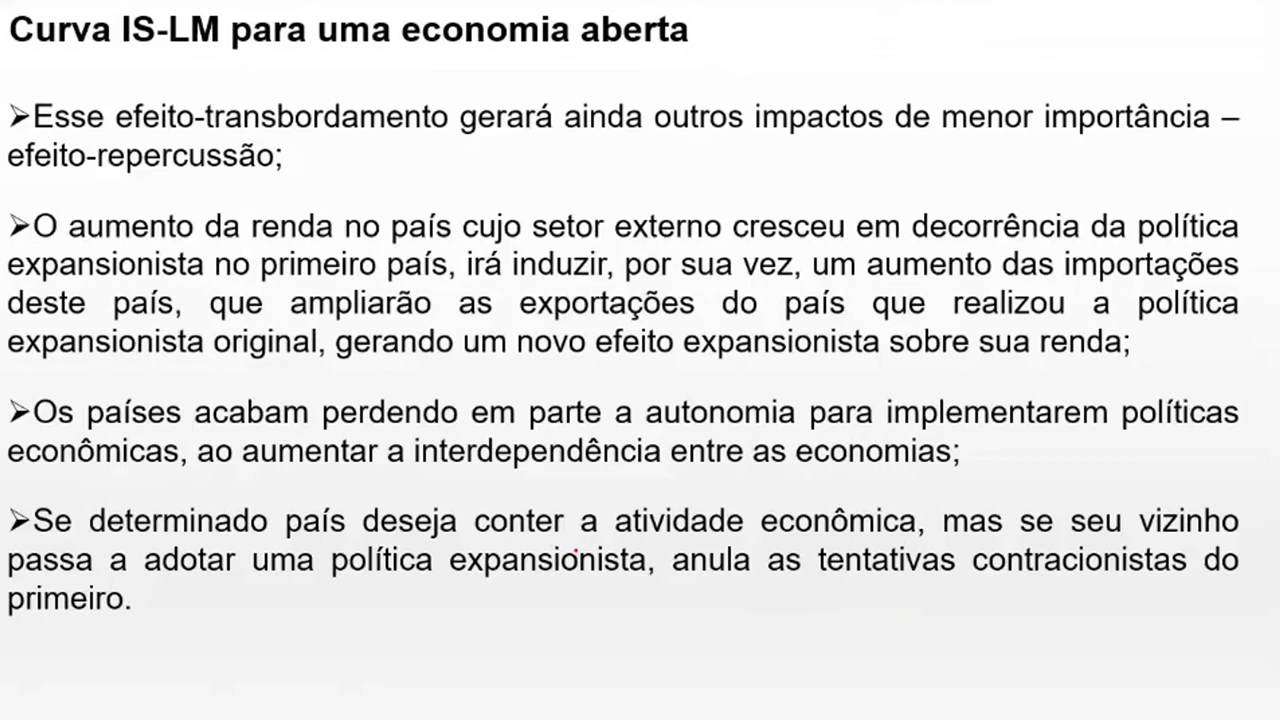 Curva IS-LM para uma economia aberta
➢Esse efeito-transbordamento gerará ainda outros impactos de menor importância –
efeito-repercussão;
➢O aumento da renda no país cujo setor externo cresceu em decorrência da política
expansionista no primeiro país, irá induzir, por sua vez, um aumento das importações
deste país, que ampliarão as exportações do país que realizou a política
expansionista original, gerando um novo efeito expansionista sobre sua renda;
➢Os países acabam perdendo em parte a autonomia para implementarem políticas
econômicas, ao aumentar a interdependência entre as economias;
➢Se determinado país deseja conter a atividade econômica, mas se seu vizinho
passa a adotar uma política expansionista, anula as tentativas contracionistas do
primeiro.